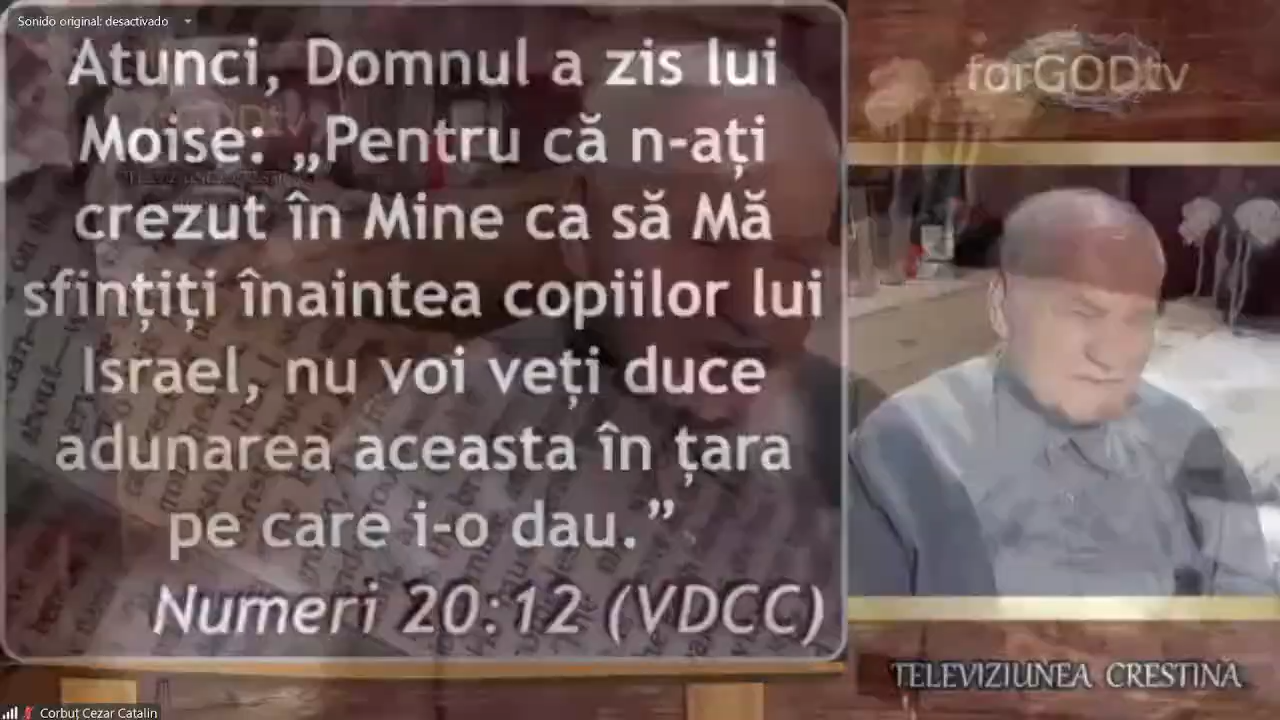 Sonido original: desactivado
Atunci, Domnul a zis lui
Moise: „Pentru că n-ați
crezut în Mine ca să Mă
sfințiți înaintea copiilor lui
Israel, nu voi veți duce
adunarea aceasta în țara
pe care i-o dau.”
Numeri 20:12 (VDCC)
forGODtv
TELEVIZIUNEA CRESTINA
Corbuț Cezar Catalin